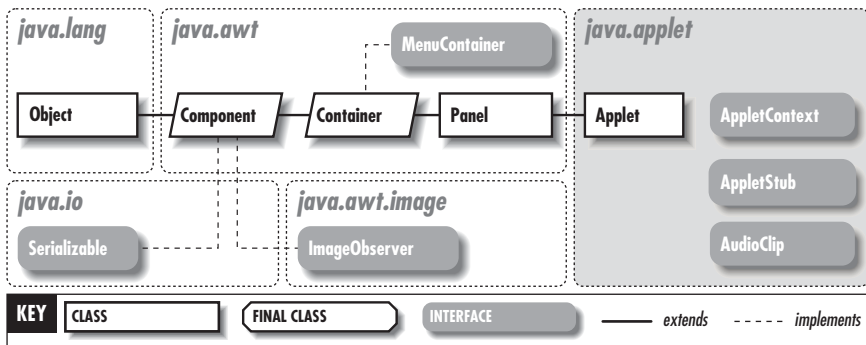 java.lang
java.awt
java.applet
MenuContainer
Object
Component
Container
Panel
Applet
AppletContext
AppletStub
AudioClip
java.io
java.awt.image
Serializable
ImageObserver
KEY
CLASS
FINAL CLASS
INTERFACE
extends
implements